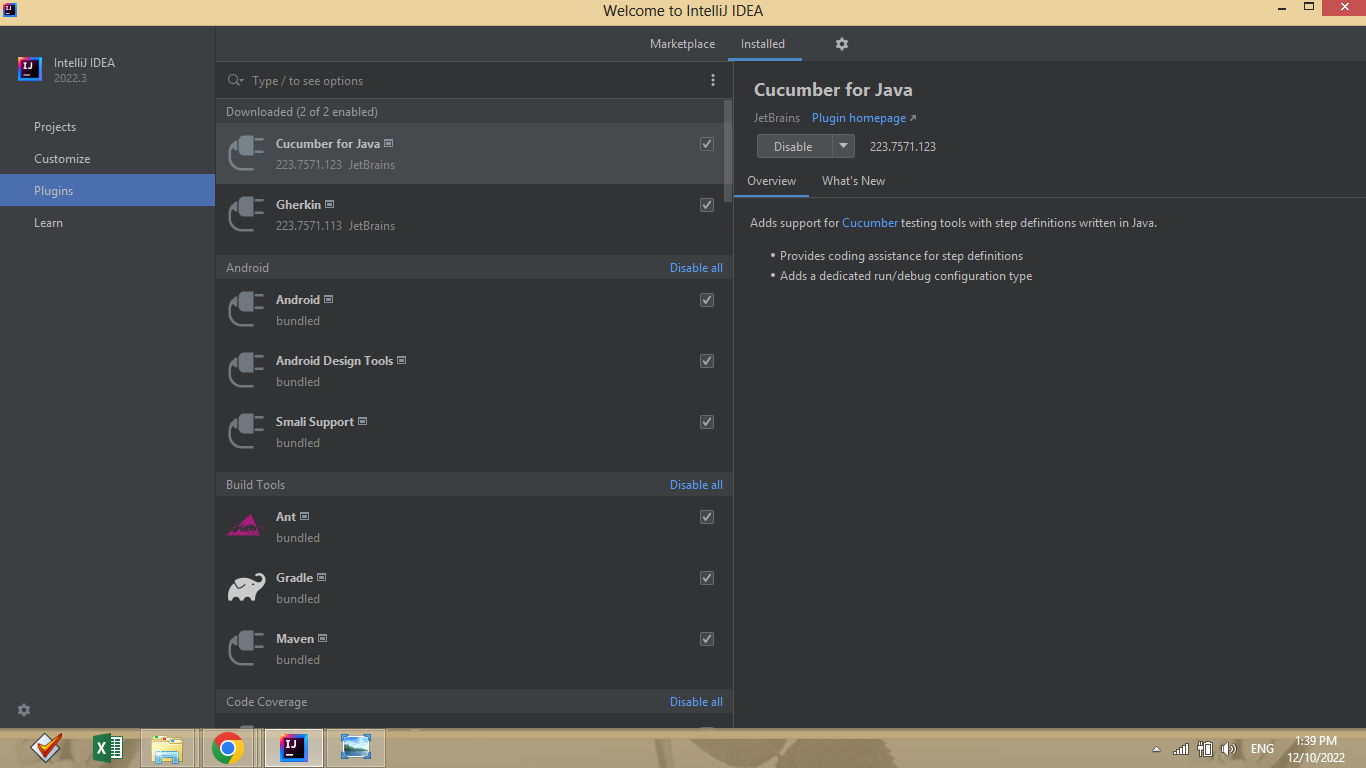 Welcome to IntelliJ IDEA
IntelliJ IDEA
2022.3
Projects
Customize
Plugins
Learn
Marketplace Installed
Type / to see options
Downloaded (2 of 2 enabled)
Cucumber for Java
223.7571.123 JetBrains
Gherkin
223.7571.113 JetBrains
Android Disable all
Android
bundled
Android Design Tools
bundled
Smali Support
bundled
Build Tools Disable all
Ant
bundled
Gradle
bundled
Maven
bundled
Code Coverage Disable all
Cucumber for Java
JetBrains Plugin homepage
Disable 223.7571.123
Overview What's New
Adds support for Cucumber testing tools with step definitions written in Java.
• Provides coding assistance for step definitions
• Adds a dedicated run/debug configuration type
ENG
1:39 PM
12/10/2022